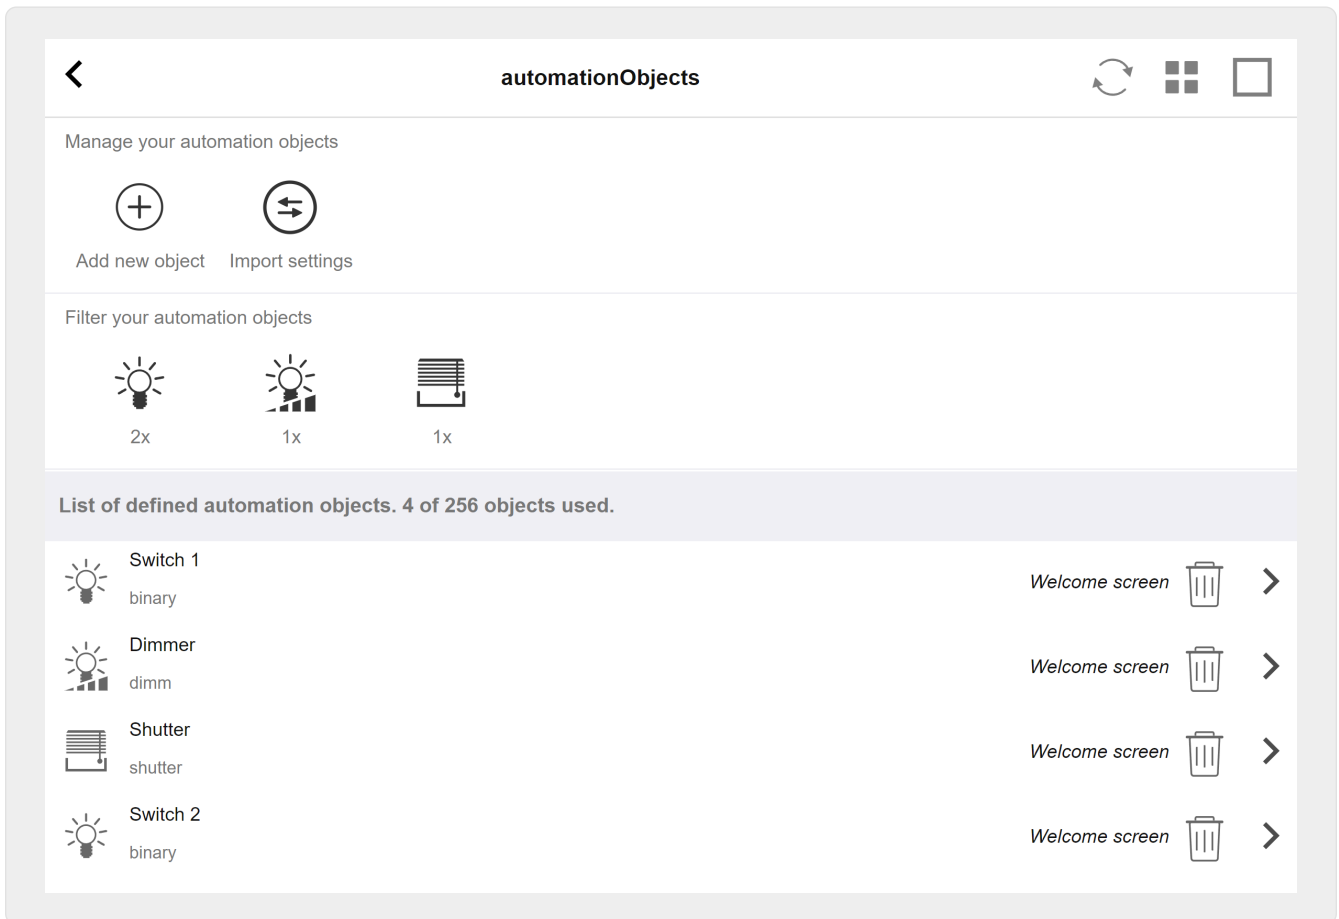 automationObjects
Manage your automation objects
Add new object
Import settings
Filter your automation objects
2x
1x
1x
List of defined automation objects. 4 of 256 objects used.
Switch 1
binary
Welcome screen
Dimmer
dimm
Welcome screen
Shutter
shutter
Welcome screen
Switch 2
binary
Welcome screen